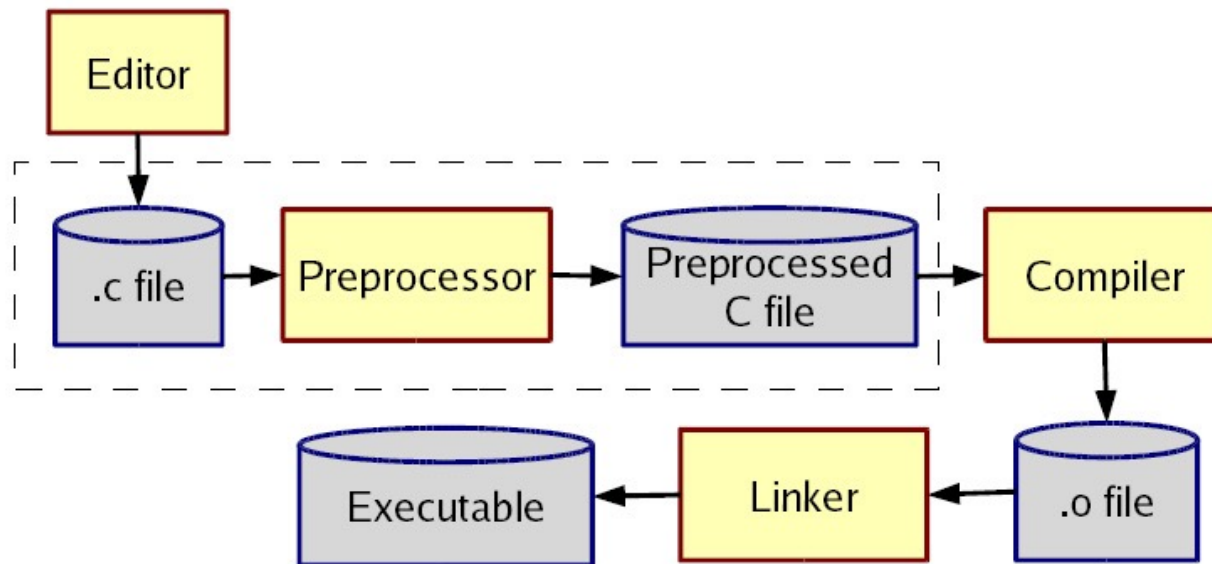 Editor
.c file
Preprocessor
Preprocessed
C file
Compiler
.o file
Linker
Executable